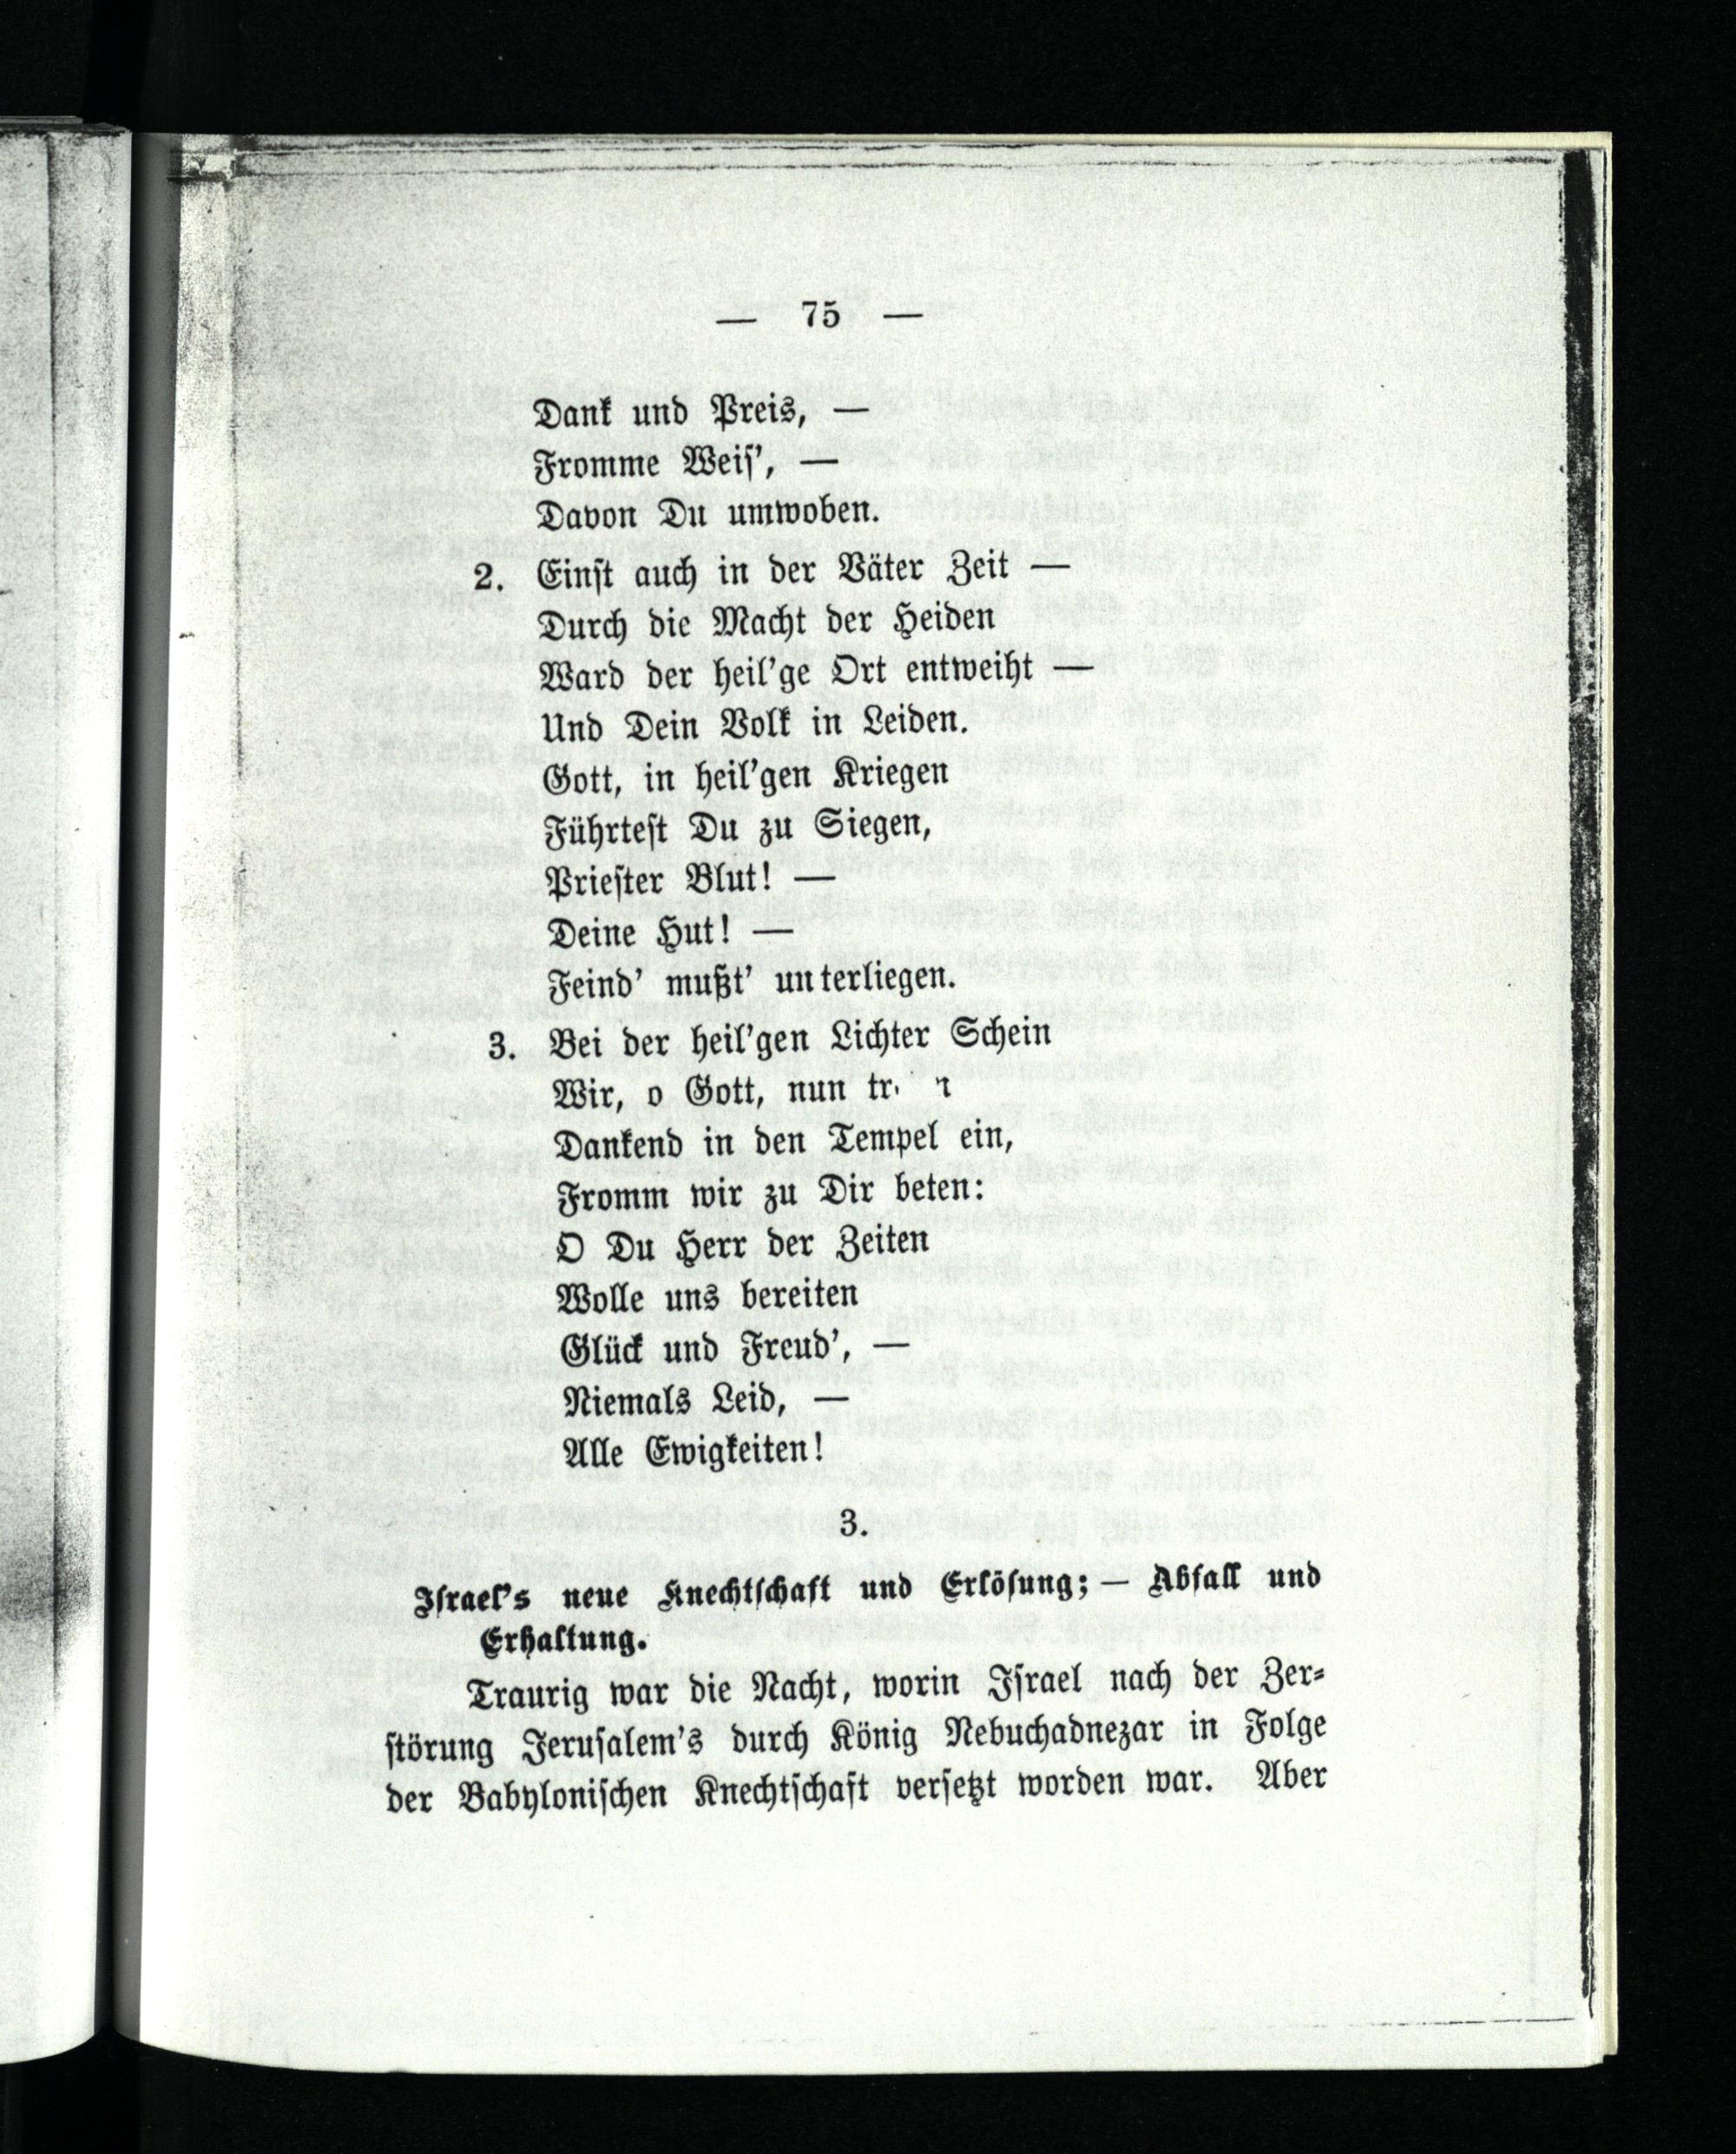 — 75 —
Dank und Preis, —
Fromme Weiſ', —
Davon Du umwoben.
2. Einſt auch in der Väter Zeit —
Durch die Macht der Heiden
Ward der heil'ge Ort entweiht —
Und Dein Volk in Leiden.
Gott, in heil'gen Kriegen
Führteſt Du zu Siegen,
Prieſter Blut! —
Deine Hut! —
Feind' mußt' unterliegen.
3. Bei der heil'gen Lichter Schein
Wir, o Gott, nun
Dankend in den Tempel ein,
Fromm wir zu Dir beten:
O Du Herr der Zeiten
Wolle uns bereiten
Glück und Freud', —
Niemals Leid, —
Alle Ewigkeiten!
3.
Iſrael's neue Knechtſchaft und Erlöſung; — Abfall und
Erhaltung.
Traurig war die Nacht, worin Iſrael nach der Zer⸗
ſtörung Jeruſalem's durch König Nebuchadnezar in Folge
der Babyloniſchen Knechtſchaft verſetzt worden war. Aber